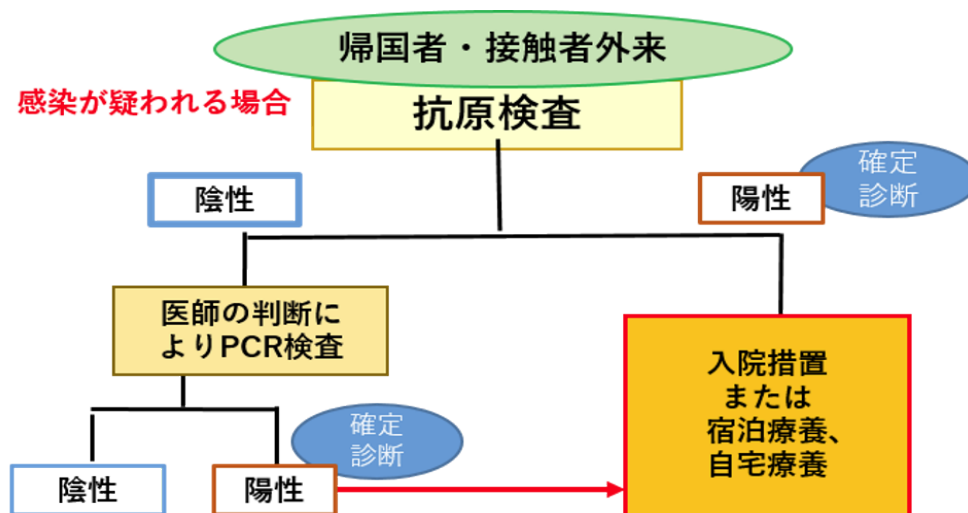 帰国者・接触者外来
感染が疑われる場合
抗原検査
陰性
陽性
確定
診断
医師の判断に
よりPCR検査
入院措置
または
宿泊療養、
自宅療養
確定
診断
陰性
陽性